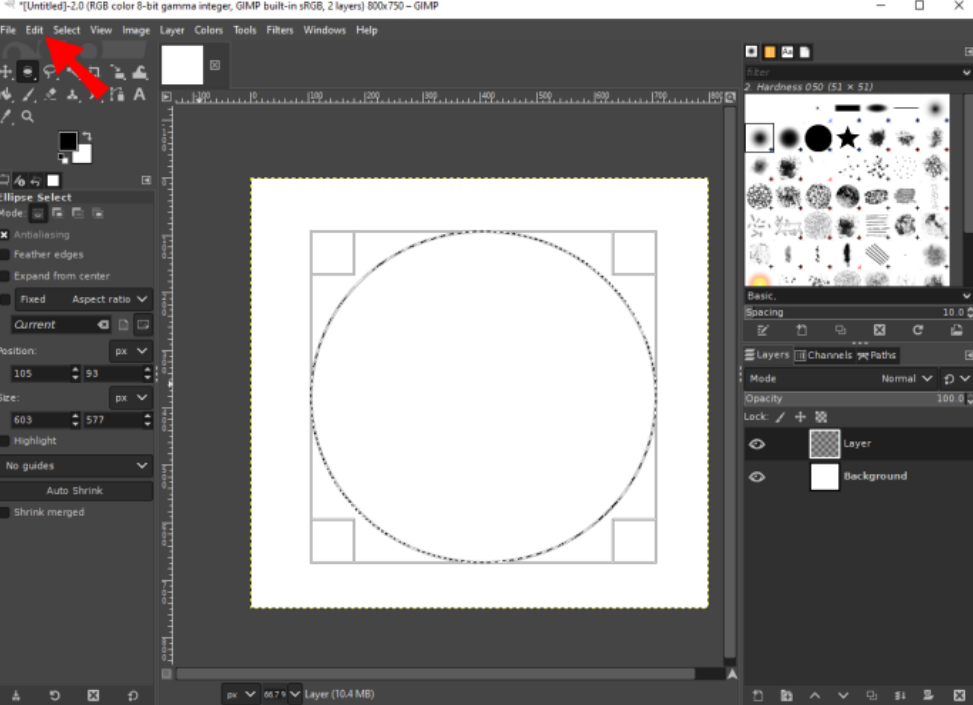 *[Untitled]-2.0 (RGB color 8-bit gamma integer, GIMP built-in sRGB, 2 layers) 800x750 – GIMP
File Edit Select View Image Layer Colors Tools Filters Windows Help
filter
2. Hardness 050 (51 × 51)
Ellipse Select
Mode:
Antialiasing
Feather edges
Expand from center
Fixed Aspect ratio
Current
Position: px
105 93
Size: px
603 577
Highlight
No guides
Auto Shrink
Shrink merged
0 100 200 300 400 500 600 700 800
Basic,
Spacing 10.0
Layers Channels Paths
Mode Normal
Opacity 100.0
Lock:
Layer
Background
px 66.7 % Layer (10.4 MB)